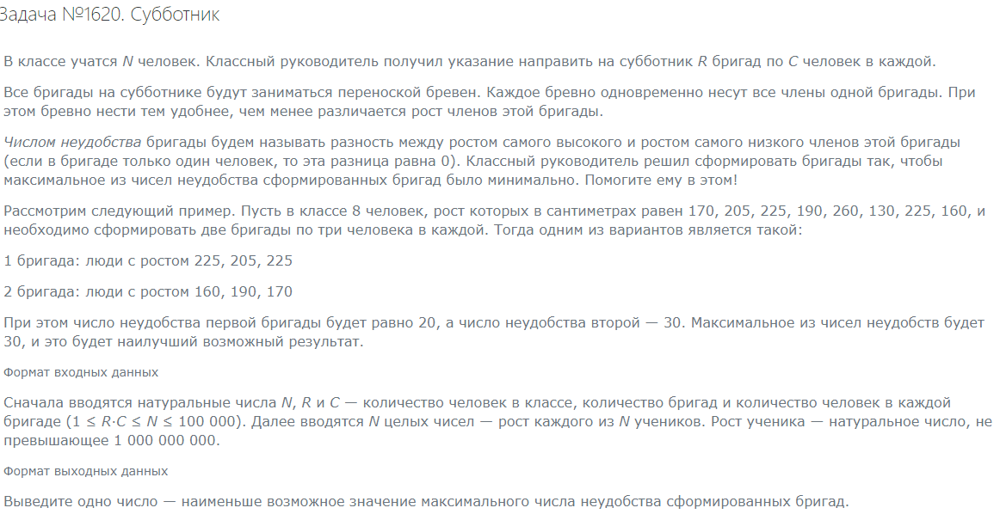 Задача №1620. Субботник
В классе учатся N человек. Классный руководитель получил указание направить на субботник R бригад по C человек в каждой.
Все бригады на субботнике будут заниматься переноской бревен. Каждое бревно одновременно несут все члены одной бригады. При
этом бревно нести тем удобнее, чем менее различается рост членов этой бригады.
Числом неудобства бригады будем называть разность между ростом самого высокого и ростом самого низкого членов этой бригады
(если в бригаде только один человек, то эта разница равна 0). Классный руководитель решил сформировать бригады так, чтобы
максимальное из чисел неудобства сформированных бригад было минимально. Помогите ему в этом!
Рассмотрим следующий пример. Пусть в классе 8 человек, рост которых в сантиметрах равен 170, 205, 225, 190, 260, 130, 225, 160, и
необходимо сформировать две бригады по три человека в каждой. Тогда одним из вариантов является такой:
1 бригада: люди с ростом 225, 205, 225
2 бригада: люди с ростом 160, 190, 170
При этом число неудобства первой бригады будет равно 20, а число неудобства второй — 30. Максимальное из чисел неудобств будет
30, и это будет наилучший возможный результат.
Формат входных данных
Сначала вводятся натуральные числа N, R и C — количество человек в классе, количество бригад и количество человек в каждой
бригаде (1 ≤ R·C ≤ N ≤ 100 000). Далее вводятся N целых чисел — рост каждого из N учеников. Рост ученика — натуральное число, не
превышающее 1 000 000 000.
Формат выходных данных
Выведите одно число — наименьше возможное значение максимального числа неудобства сформированных бригад.